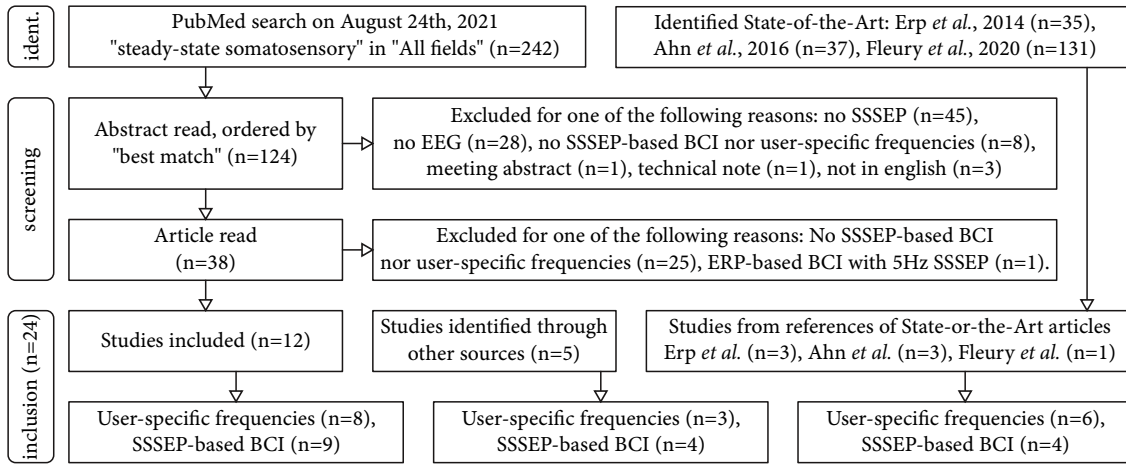 ident.
PubMed search on August 24th, 2021
"steady-state somatosensory" in "All fields" (n=242)
Identified State-of-the-Art: Erp et al., 2014 (n=35),
Ahn et al., 2016 (n=37), Fleury et al., 2020 (n=131)
screening
Abstract read, ordered by
"best match" (n=124)
Excluded for one of the following reasons: no SSSEP (n=45),
no EEG (n=28), no SSSEP-based BCI nor user-specific frequencies (n=8),
meeting abstract (n=1), technical note (n=1), not in english (n=3)
Article read
(n=38)
Excluded for one of the following reasons: No SSSEP-based BCI
nor user-specific frequencies (n=25), ERP-based BCI with 5Hz SSSEP (n=1).
inclusion (n=24)
Studies included (n=12)
Studies identified through
other sources (n=5)
Studies from references of State-or-the-Art articles
Erp et al. (n=3), Ahn et al. (n=3), Fleury et al. (n=1)
User-specific frequencies (n=8),
SSSEP-based BCI (n=9)
User-specific frequencies (n=3),
SSSEP-based BCI (n=4)
User-specific frequencies (n=6),
SSSEP-based BCI (n=4)